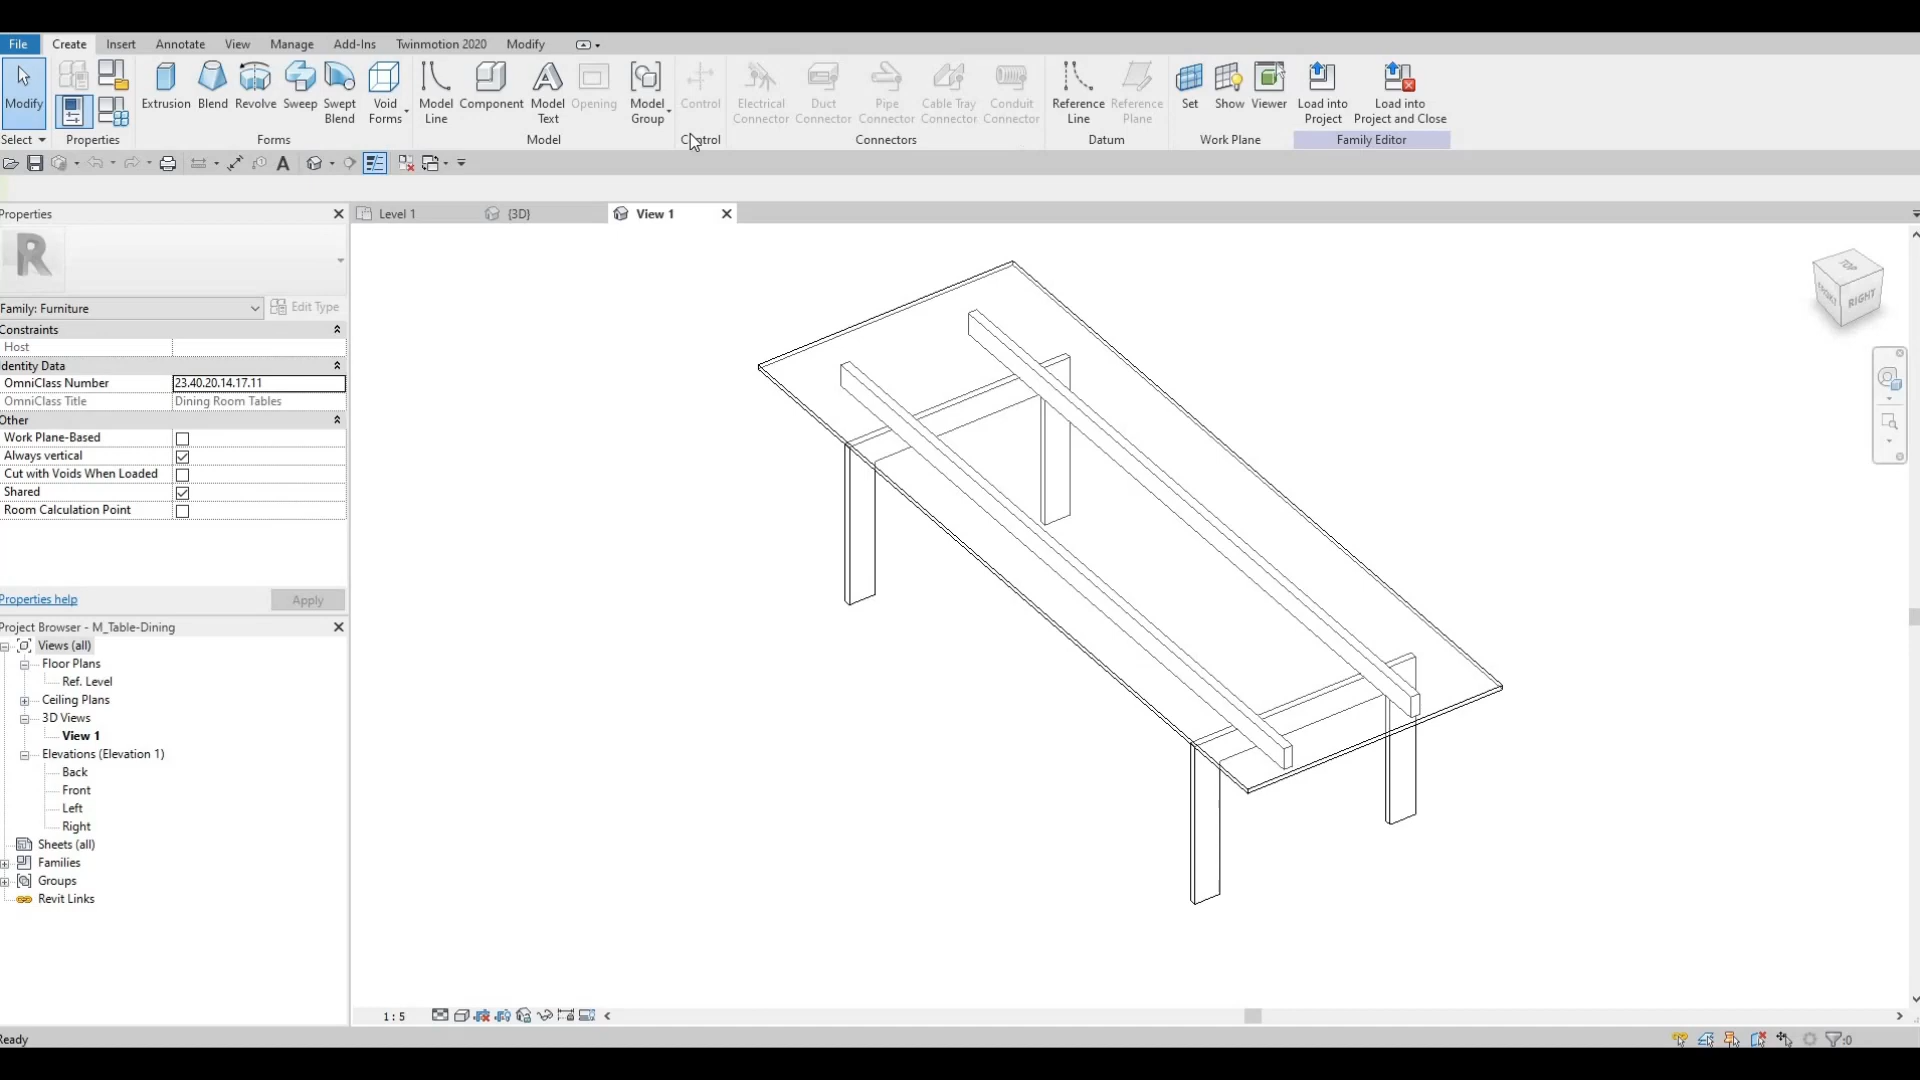 File Create Insert Annotate View Manage Add-Ins Twinmotion 2020 Modify
Modify Extrusion Blend Revolve Sweep Swept Blend Void Forms Model Line Component Model Text Opening Model Group Control Electrical Connector Duct Connector Pipe Connector Cable Tray Connector Conduit Connector Reference Line Reference Plane Set Show Viewer Load into Project Load into Project and Close
Select Properties Forms Model Control Connectors Datum Work Plane Family Editor
Properties
Level 1 {3D} View 1
Family: Furniture Edit Type
Constraints
Host
Identity Data
OmniClass Number 23.40.20.14.17.11
OmniClass Title Dining Room Tables
Other
Work Plane-Based
Always vertical
Cut with Voids When Loaded
Shared
Room Calculation Point
Properties help Apply
Project Browser - M_Table-Dining
Views (all)
Floor Plans
Ref. Level
Ceiling Plans
3D Views
View 1
Elevations (Elevation 1)
Back
Front
Left
Right
Sheets (all)
Families
Groups
Revit Links
TOP
FRONT RIGHT
1 : 5
Ready
:0